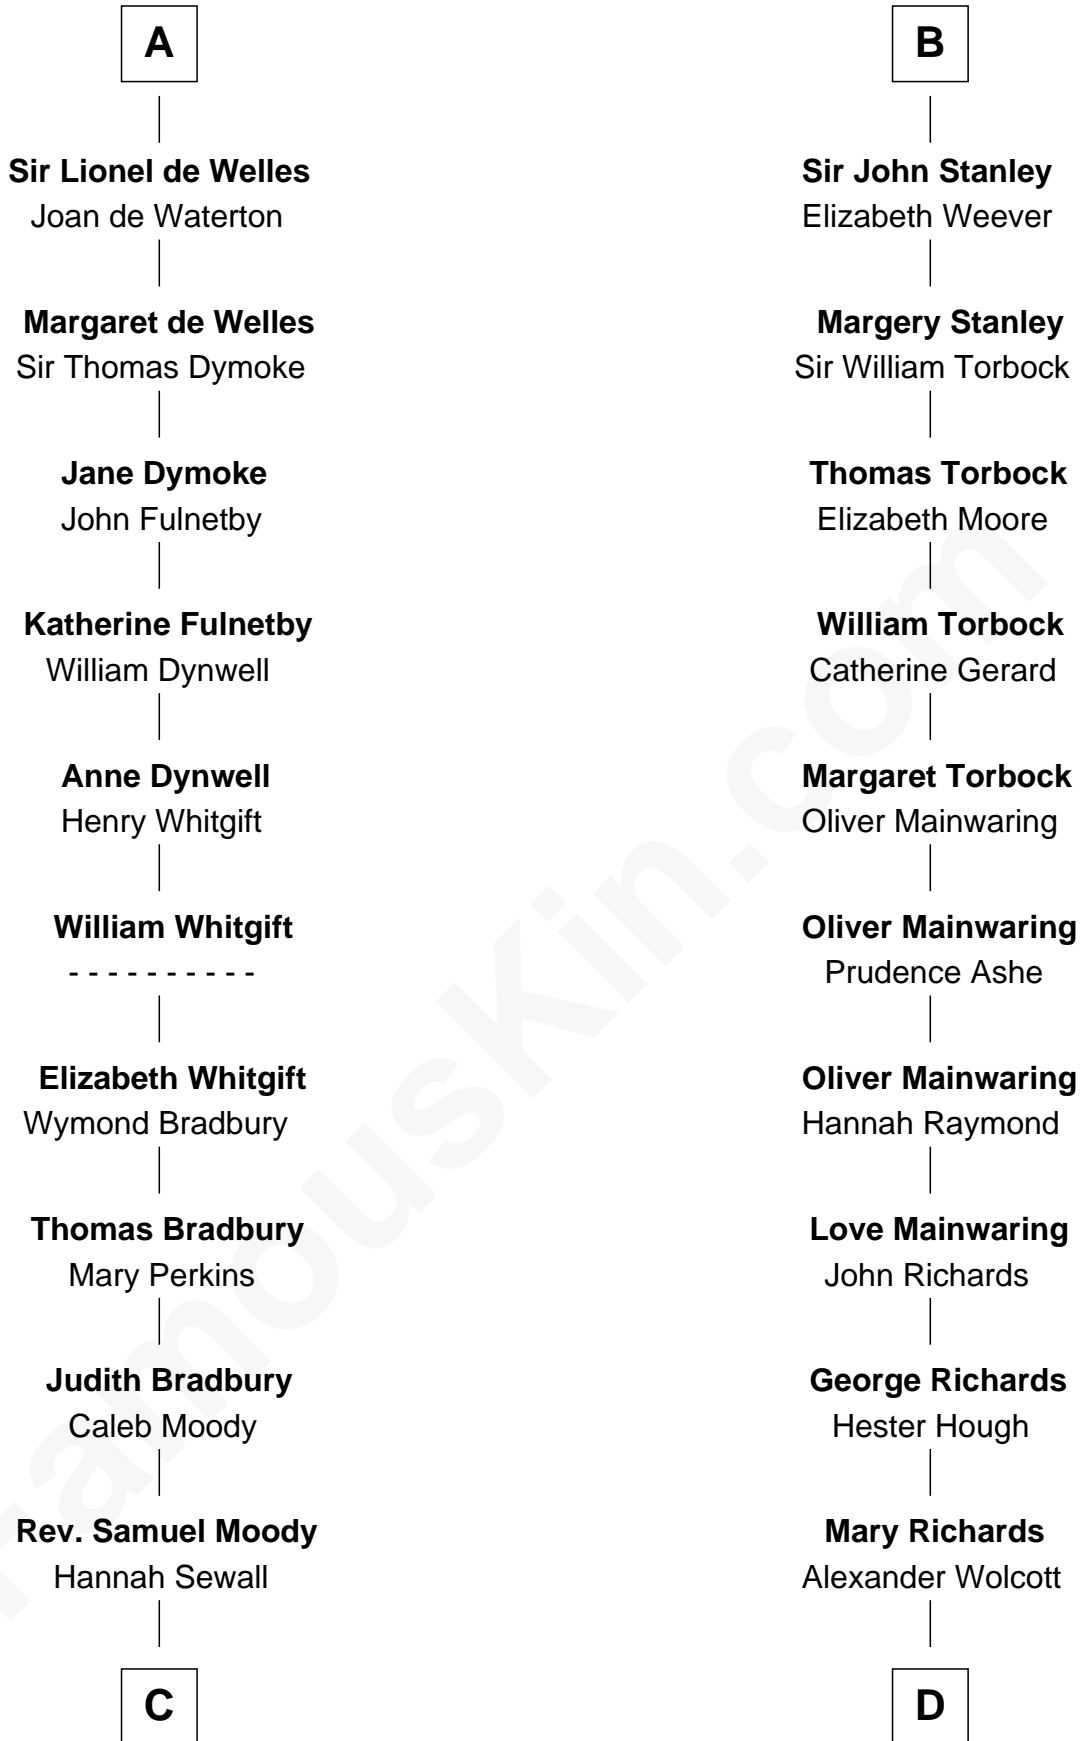 A
Sir Lionel de Welles
Joan de Waterton
Margaret de Welles
Sir Thomas Dymoke
Jane Dymoke
John Fulnetby
Katherine Fulnetby
William Dynwell
Anne Dynwell
Henry Whitgift
William Whitgift
- - - - - - - - - -
Elizabeth Whitgift
Wymond Bradbury
Thomas Bradbury
Mary Perkins
Judith Bradbury
Caleb Moody
Rev. Samuel Moody
Hannah Sewall
C
B
Sir John Stanley
Elizabeth Weever
Margery Stanley
Sir William Torbock
Thomas Torbock
Elizabeth Moore
William Torbock
Catherine Gerard
Margaret Torbock
Oliver Mainwaring
Oliver Mainwaring
Prudence Ashe
Oliver Mainwaring
Hannah Raymond
Love Mainwaring
John Richards
George Richards
Hester Hough
Mary Richards
Alexander Wolcott
D
FamousKin.com